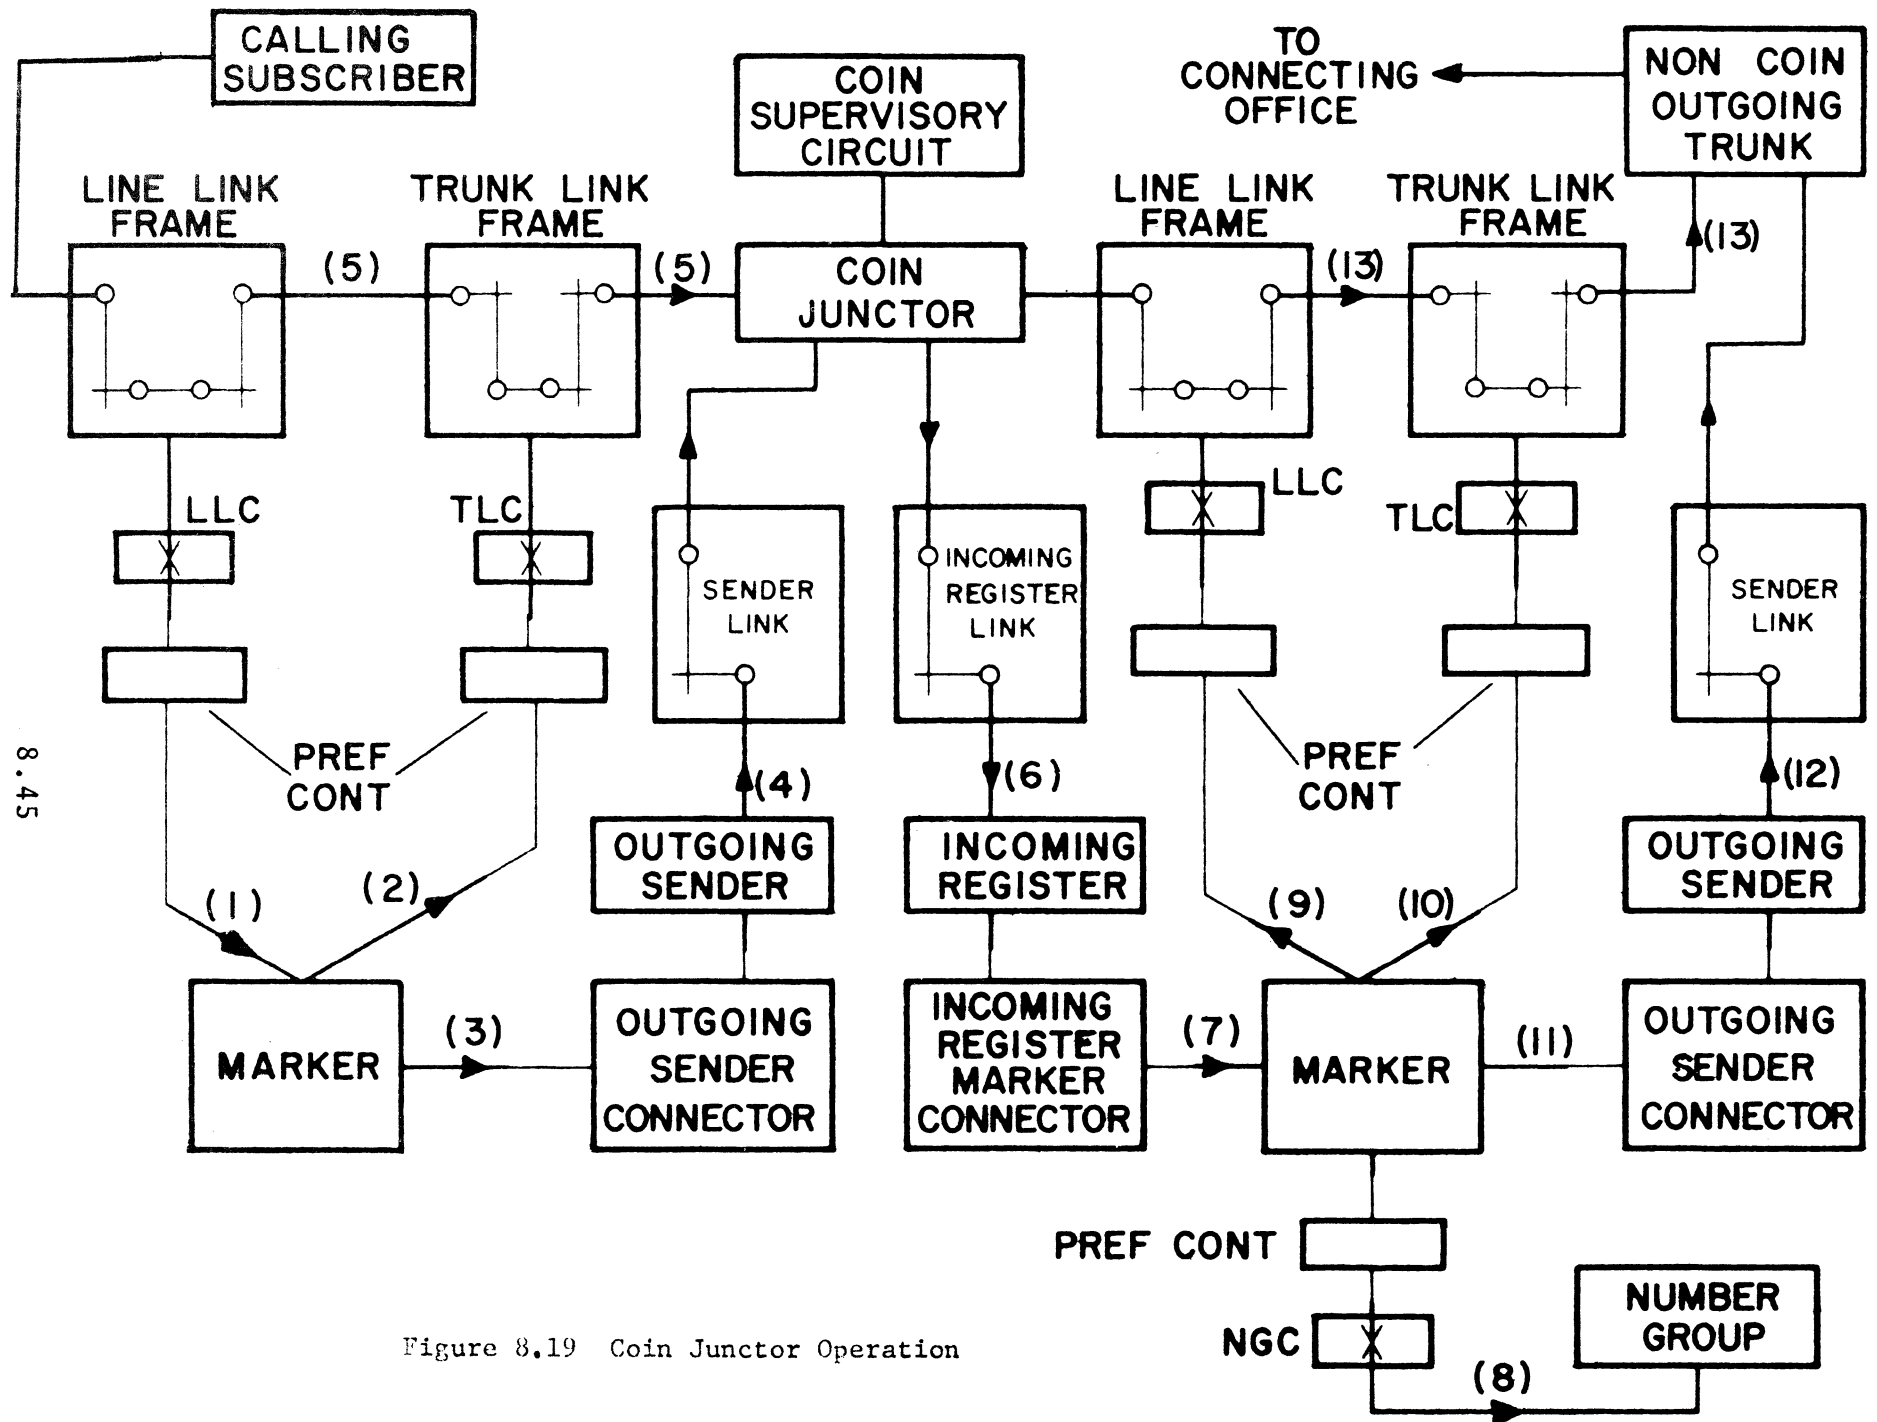 CALLING
SUBSCRIBER
COIN
SUPERVISORY
CIRCUIT
TO
CONNECTING
OFFICE
NON COIN
OUTGOING
TRUNK
LINE LINK
FRAME
TRUNK LINK
FRAME
LINE LINK
FRAME
TRUNK LINK
FRAME
(5)
(5)
COIN
JUNCTOR
(13)
(13)
LLC
TLC
LLC
TLC
SENDER
LINK
INCOMING
REGISTER
LINK
SENDER
LINK
PREF
CONT
PREF
CONT
8.45
(4)
(6)
(12)
OUTGOING
SENDER
INCOMING
REGISTER
OUTGOING
SENDER
(1)
(2)
(9)
(10)
MARKER
(3)
OUTGOING
SENDER
CONNECTOR
INCOMING
REGISTER
MARKER
CONNECTOR
(7)
MARKER
(11)
OUTGOING
SENDER
CONNECTOR
PREF CONT
NGC
NUMBER
GROUP
(8)
Figure 8.19 Coin Junctor Operation